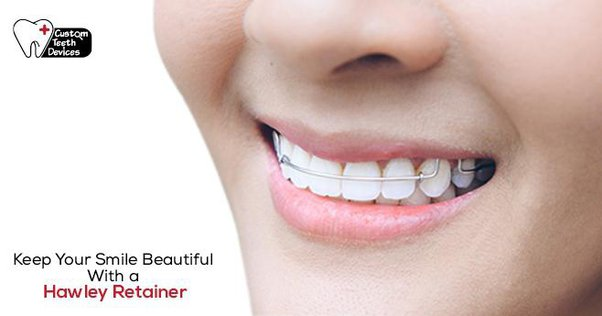 Custom
Teeth
Devices
Keep Your Smile Beautiful
With a
Hawley Retainer